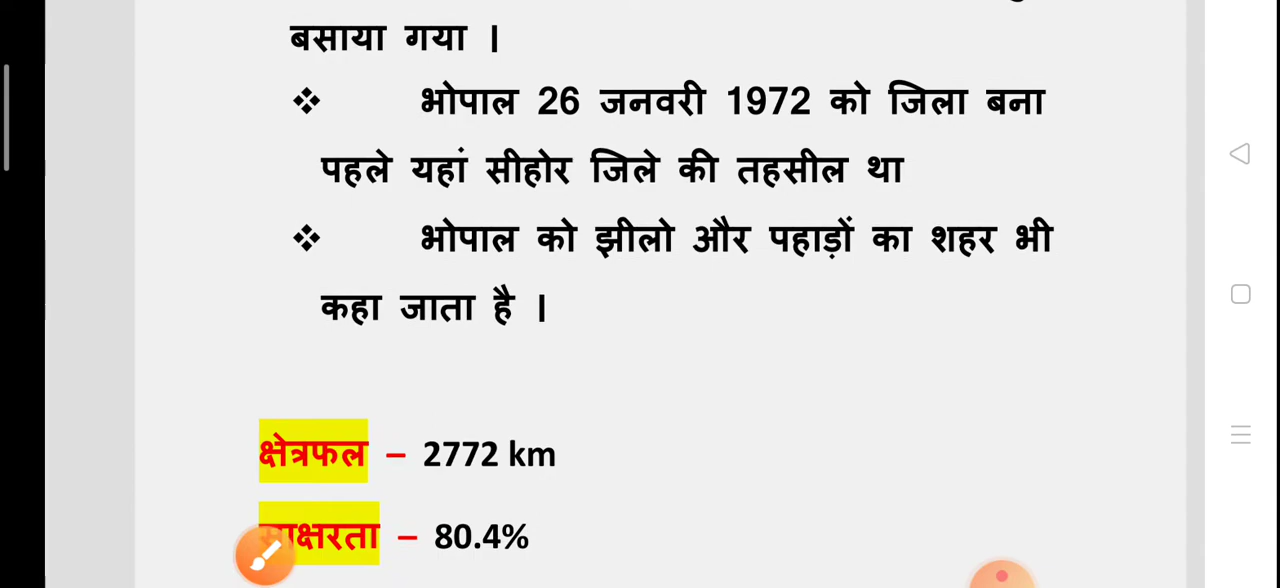 बसाया गया ।
❖ भोपाल 26 जनवरी 1972 को जिला बना
पहले यहां सीहोर जिले की तहसील था
❖ भोपाल को झीलो और पहाड़ों का शहर भी
कहा जाता है ।
क्षेत्रफल – 2772 km
साक्षरता – 80.4%